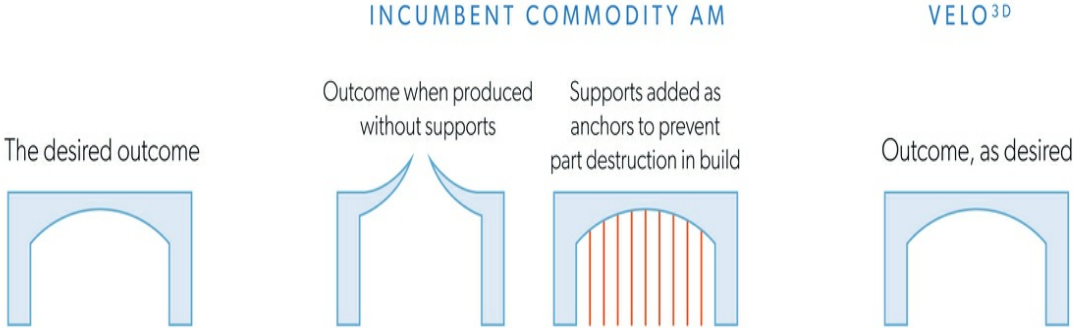 INCUMBENT COMMODITY AM
VELO3D
The desired outcome
Outcome when produced
without supports
Supports added as
anchors to prevent
part destruction in build
Outcome, as desired